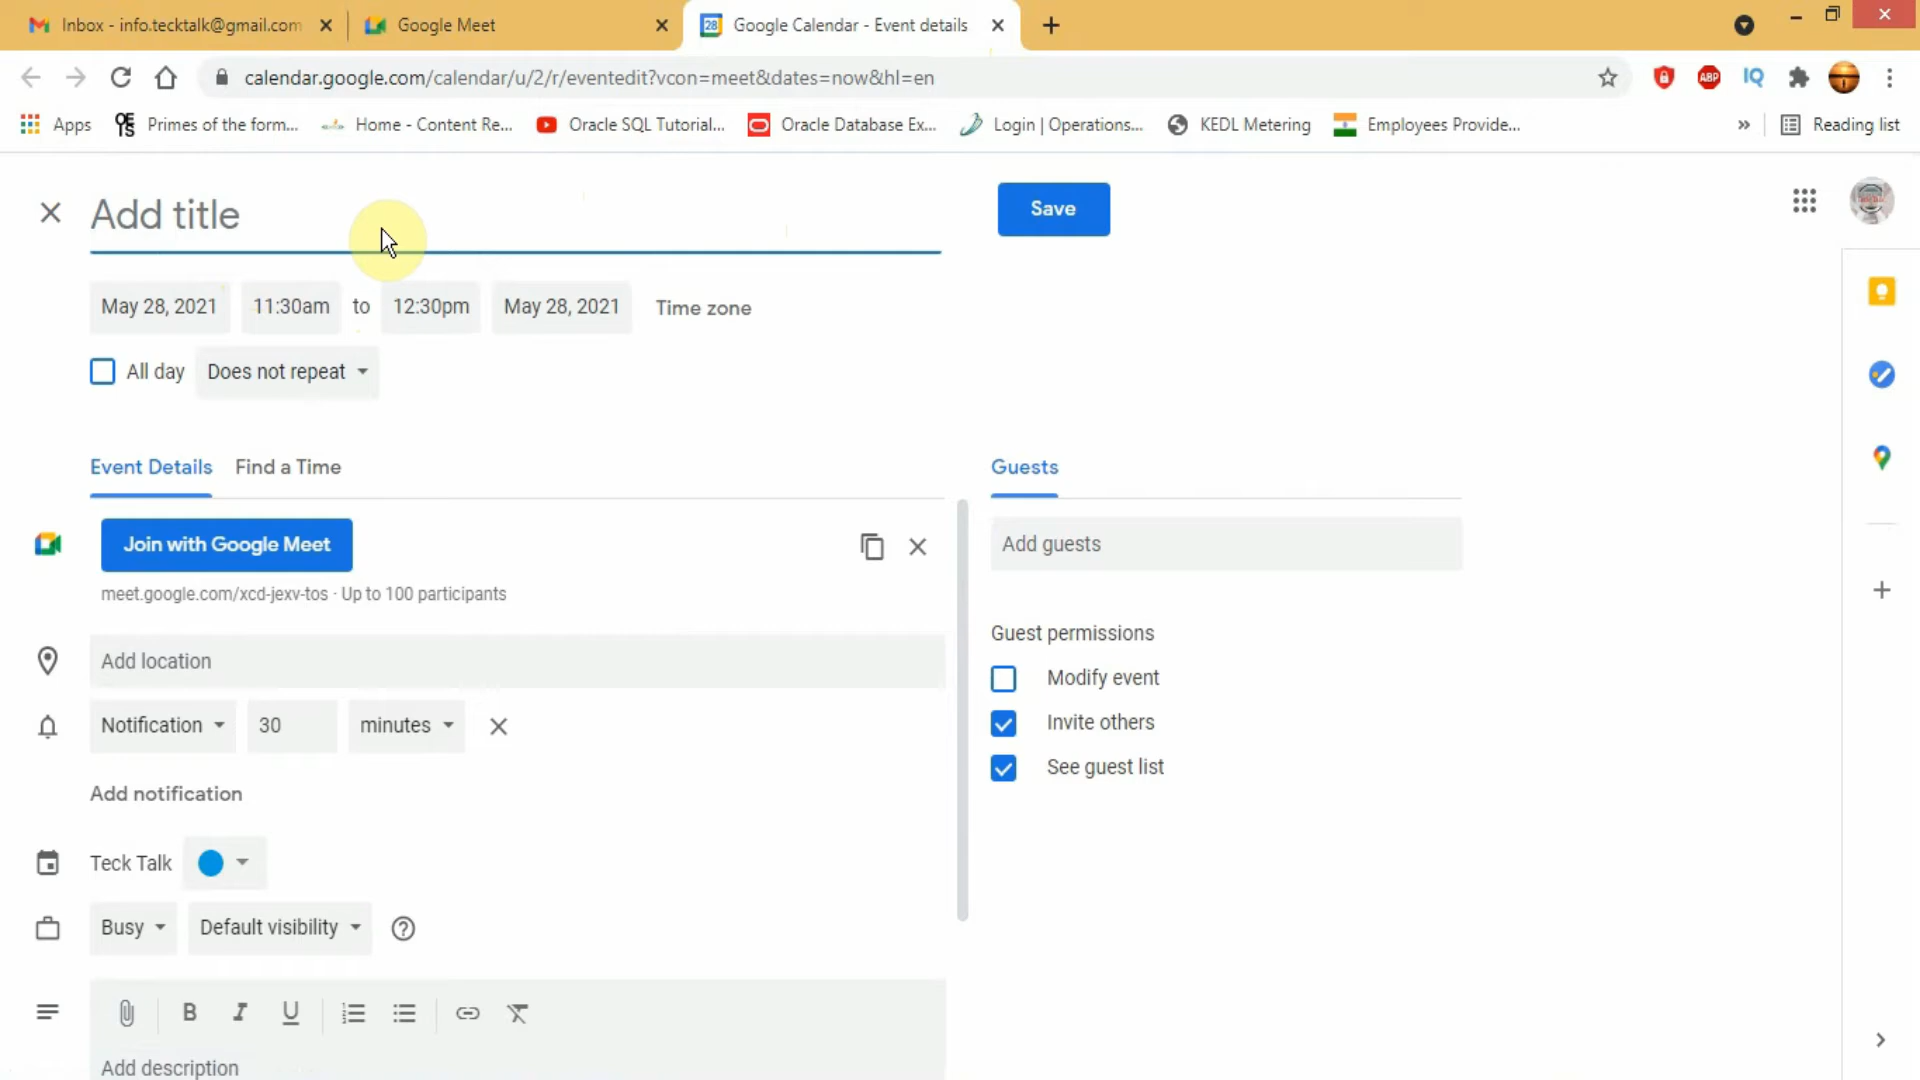 Inbox - info.tecktalk@gmail.com
Google Meet
28
Google Calendar - Event details
calendar.google.com/calendar/u/2/r/eventedit?vcon=meet&dates=now&hl=en
ABP
IQ
Apps
Primes of the form...
Home - Content Re...
Oracle SQL Tutorial...
Oracle Database Ex...
Login | Operations...
KEDL Metering
Employees Provide...
»
Reading list
Add title
Save
May 28, 2021
11:30am
to
12:30pm
May 28, 2021
Time zone
All day
Does not repeat
Event Details
Find a Time
Guests
Join with Google Meet
Add guests
meet.google.com/xcd-jexv-tos · Up to 100 participants
Guest permissions
Add location
Modify event
Notification
30
minutes
Invite others
See guest list
Add notification
Teck Talk
Busy
Default visibility
B
I
U
Add description